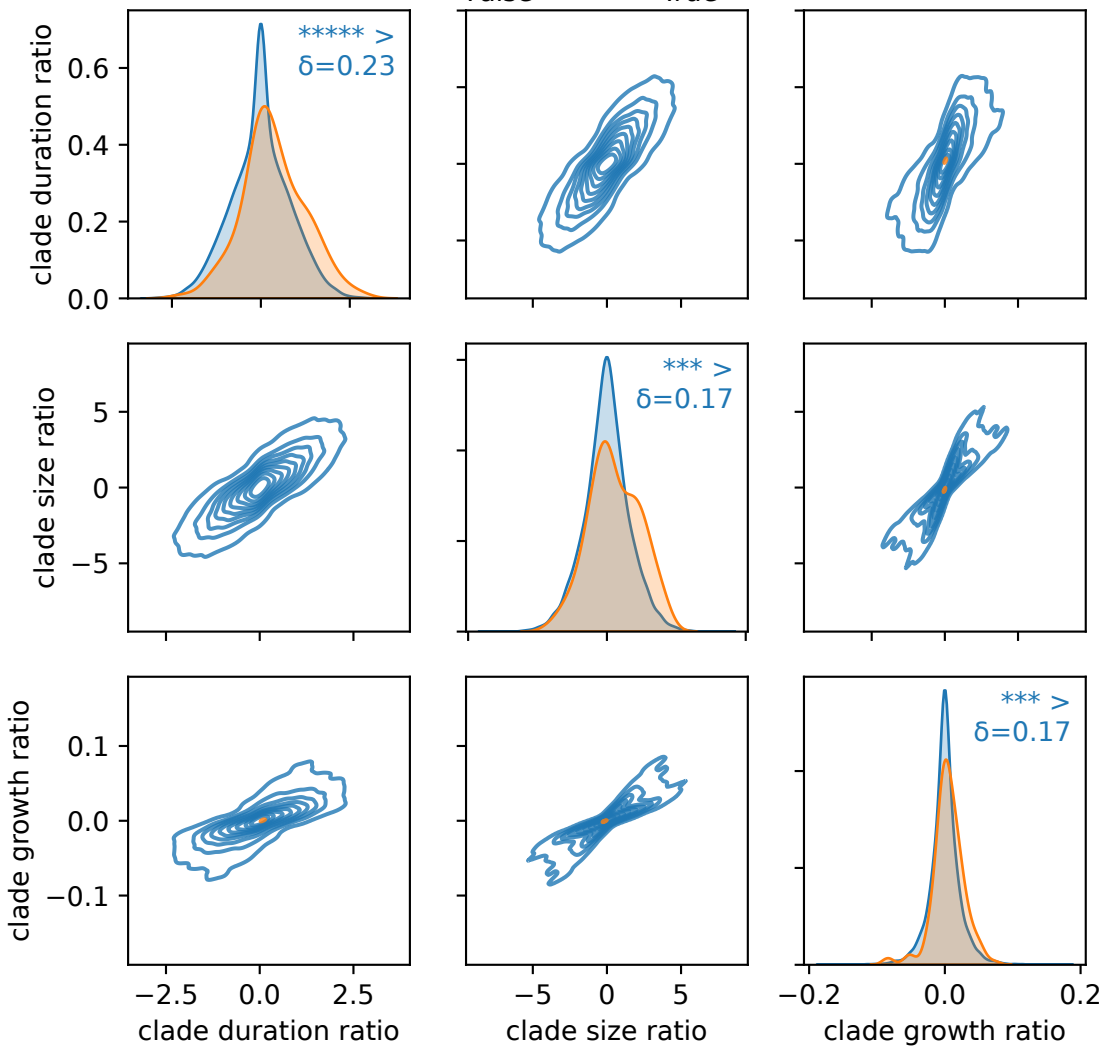 ***** >
δ=0.23
clade duration ratio
0.6
0.4
0.2
0.0
*** >
δ=0.17
clade size ratio
5
0
−5
*** >
δ=0.17
clade growth ratio
0.1
0.0
−0.1
−2.5 0.0 2.5
−5 0 5
−0.2 0.0 0.2
clade duration ratio
clade size ratio
clade growth ratio